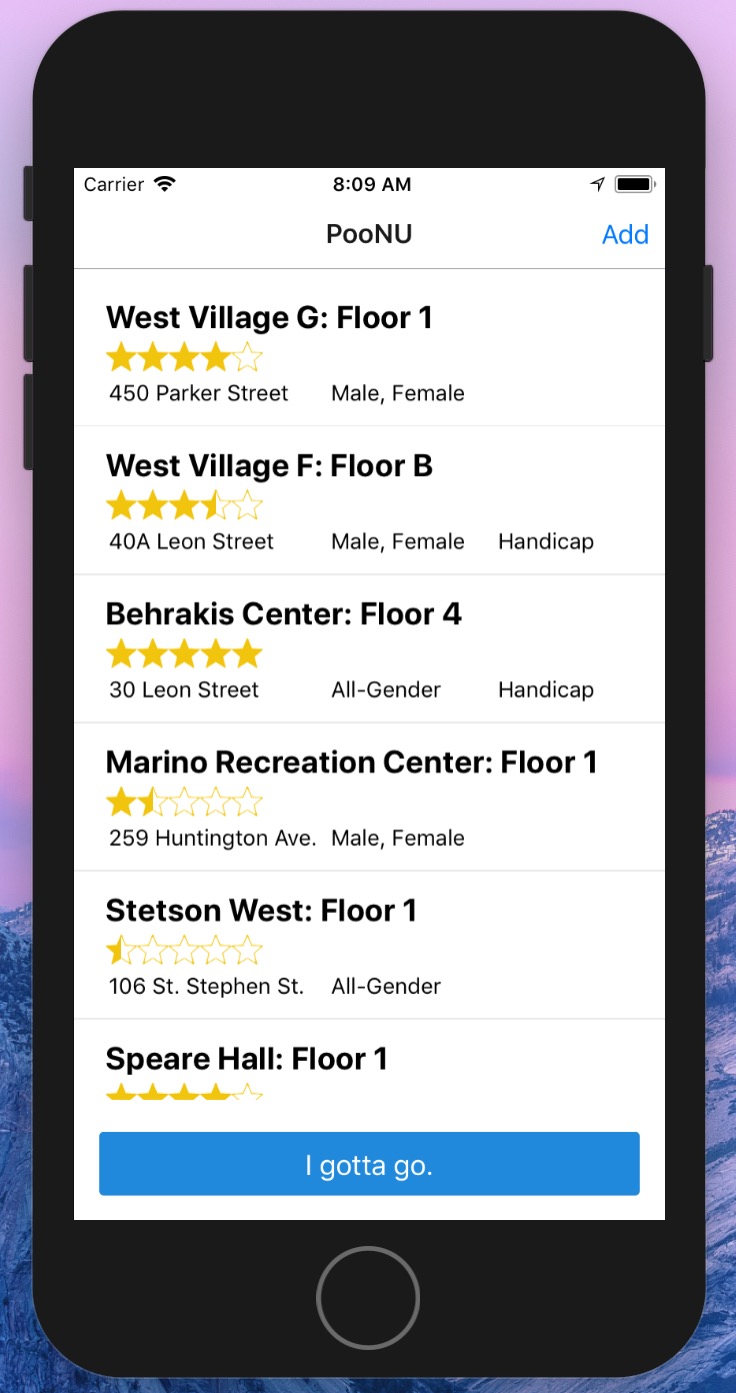 Carrier 8:09 AM
PooNU Add
West Village G: Floor 1
450 Parker Street Male, Female
West Village F: Floor B
40A Leon Street Male, Female Handicap
Behrakis Center: Floor 4
30 Leon Street All-Gender Handicap
Marino Recreation Center: Floor 1
259 Huntington Ave. Male, Female
Stetson West: Floor 1
106 St. Stephen St. All-Gender
Speare Hall: Floor 1
I gotta go.